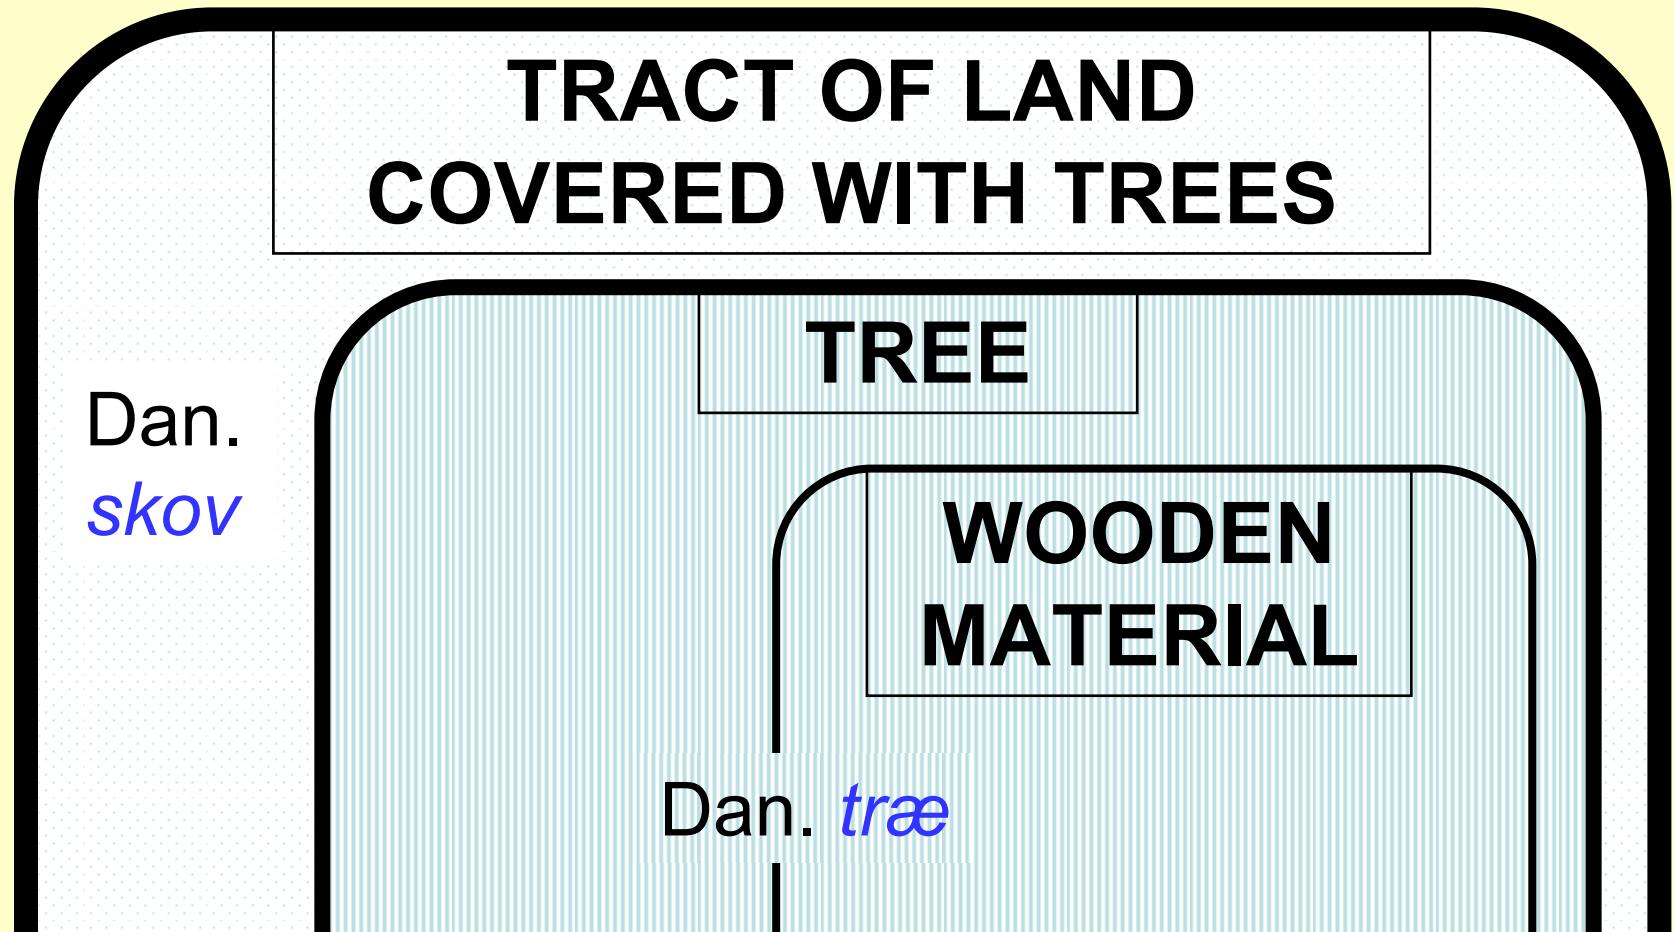 TRACT OF LAND
COVERED WITH TREES
TREE
Dan.
skov
WOODEN
MATERIAL
Dan. træ